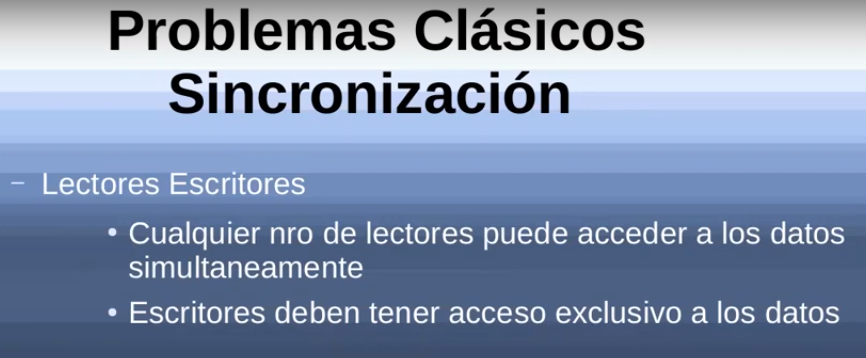 Problemas Clásicos
Sincronización
– Lectores Escritores
• Cualquier nro de lectores puede acceder a los datos
simultaneamente
• Escritores deben tener acceso exclusivo a los datos